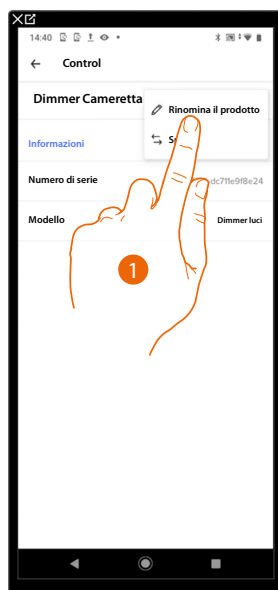 14:40
Control
Dimmer Cameretta
Rinomina il prodotto
Informazioni
Numero di serie
dc711e9f8e24
Modello
Dimmer luci
1